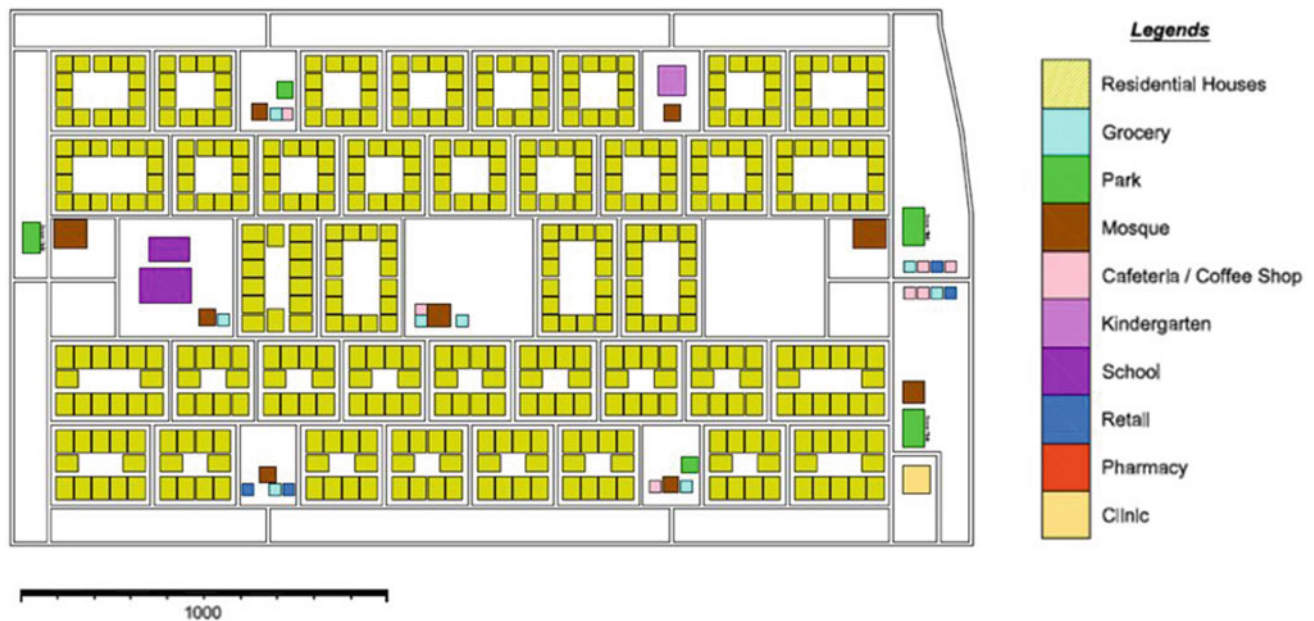 Legends
Residential Houses
Grocery
Park
Mosque
Cafeteria / Coffee Shop
Kindergarten
School
Retail
Pharmacy
Clinic
1000